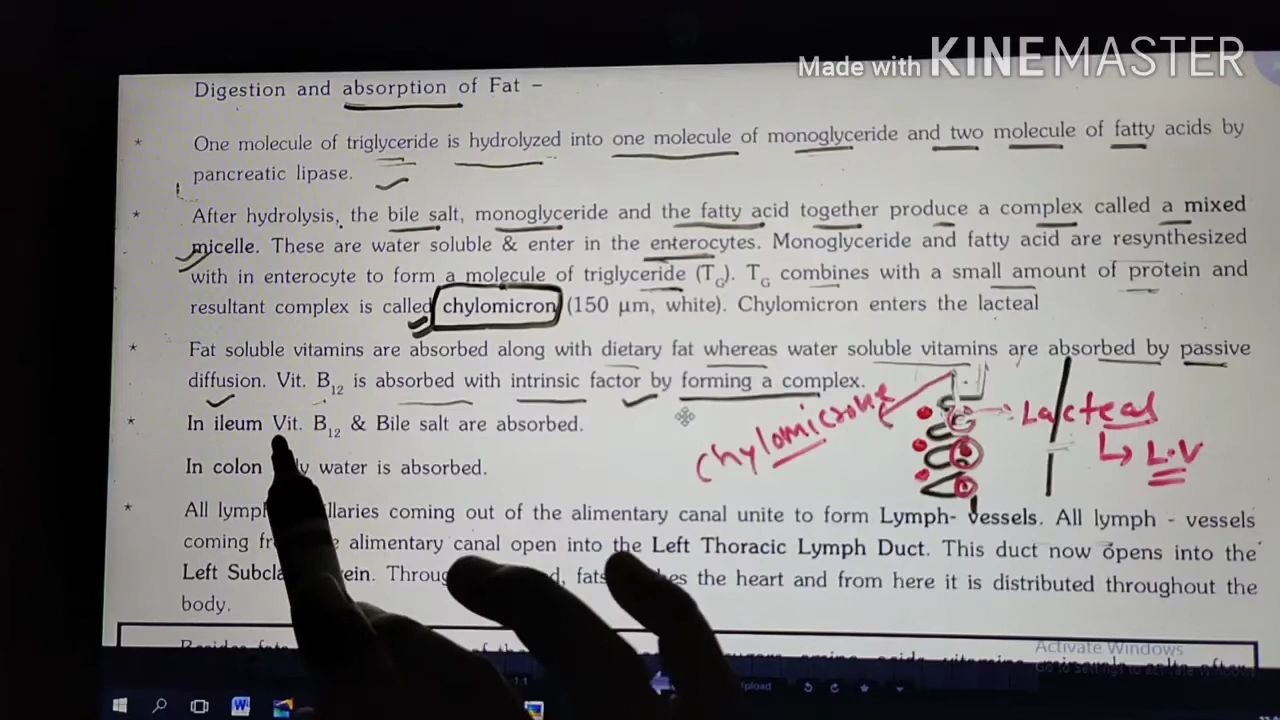 Made with KINEMASTER
Digestion and absorption of Fat –
* One molecule of triglyceride is hydrolyzed into one molecule of monoglyceride and two molecule of fatty acids by
pancreatic lipase.
* After hydrolysis, the bile salt, monoglyceride and the fatty acid together produce a complex called a mixed
micelle. These are water soluble & enter in the enterocytes. Monoglyceride and fatty acid are resynthesized
with in enterocyte to form a molecule of triglyceride (TG). TG combines with a small amount of protein and
resultant complex is called chylomicron (150 µm, white). Chylomicron enters the lacteal
* Fat soluble vitamins are absorbed along with dietary fat whereas water soluble vitamins are absorbed by passive
diffusion. Vit. B12 is absorbed with intrinsic factor by forming a complex.
* In ileum Vit. B12 & Bile salt are absorbed.
Chylomicrone
Lacteal
L.V
In colon water is absorbed.
* All coming out of the alimentary canal unite to form Lymph- vessels. All lymph - vessels
coming alimentary canal open into the Left Thoracic Lymph Duct. This duct now opens into the
Left the heart and from here it is distributed throughout the
body.
Activate Windows